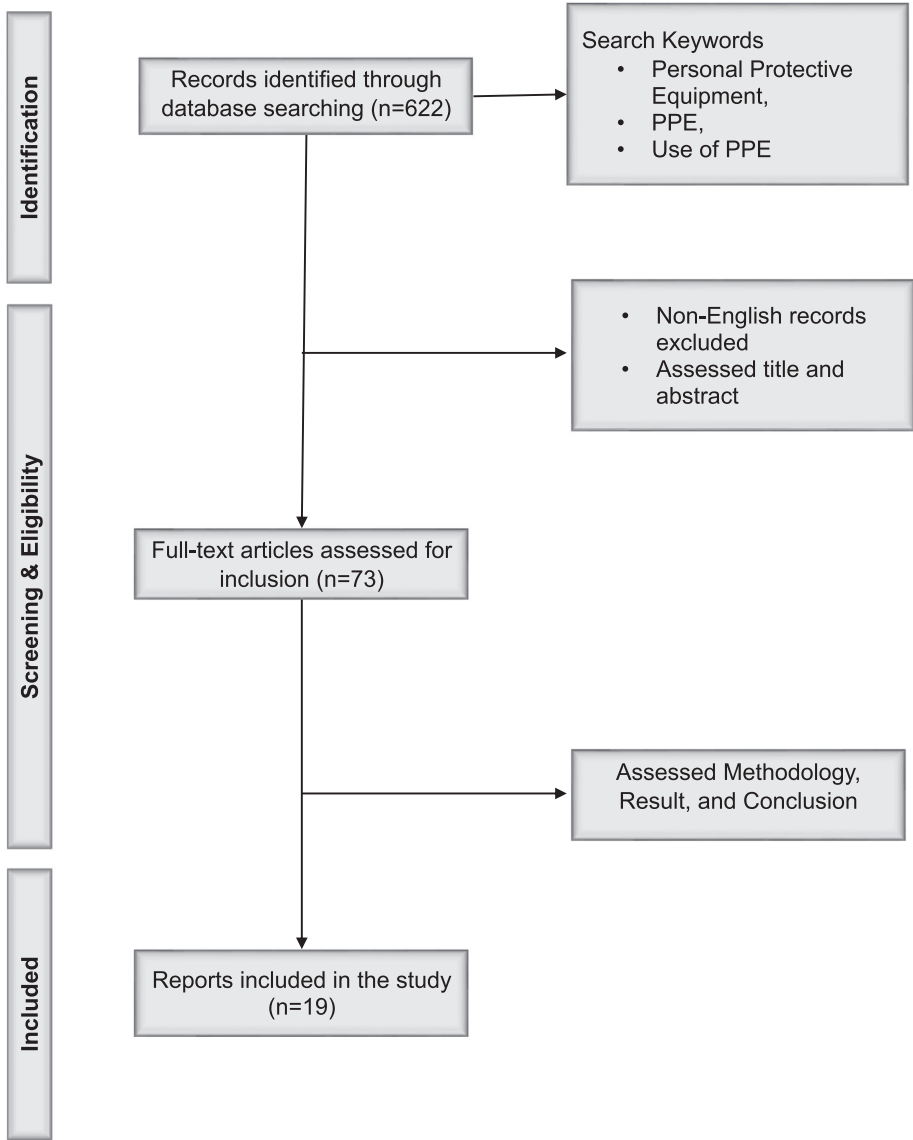 Identification
Records identified through
database searching (n=622)
Search Keywords
• Personal Protective
Equipment,
• PPE,
• Use of PPE
Screening & Eligibility
• Non-English records
excluded
• Assessed title and
abstract
Full-text articles assessed for
inclusion (n=73)
Assessed Methodology,
Result, and Conclusion
Included
Reports included in the study
(n=19)